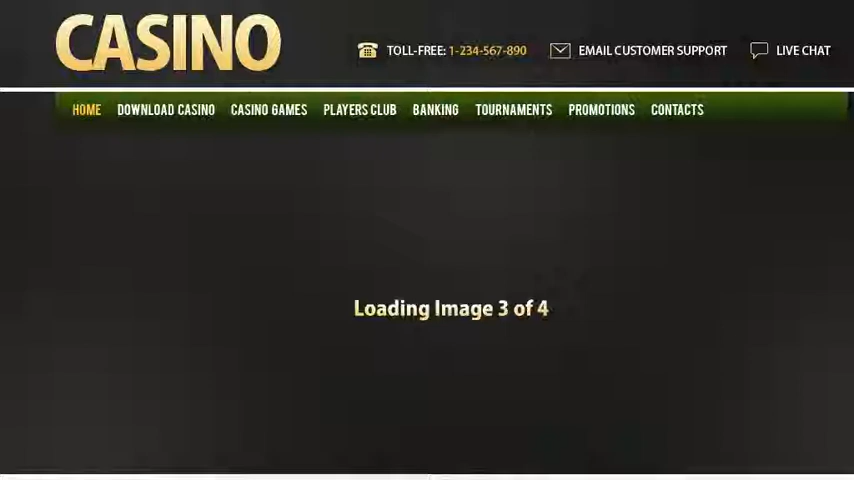 CASINO
TOLL-FREE: 1-234-567-890 EMAIL CUSTOMER SUPPORT LIVE CHAT
HOME DOWNLOAD CASINO CASINO GAMES PLAYERS CLUB BANKING TOURNAMENTS PROMOTIONS CONTACTS
Loading Image 3 of 4